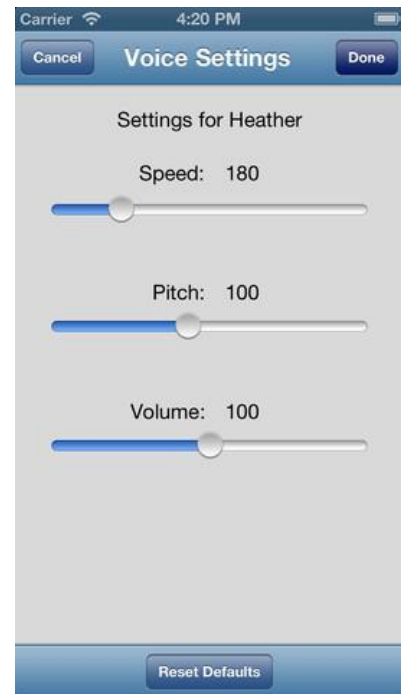 Carrier 4:20 PM
Cancel Voice Settings Done
Settings for Heather
Speed: 180
Pitch: 100
Volume: 100
Reset Defaults